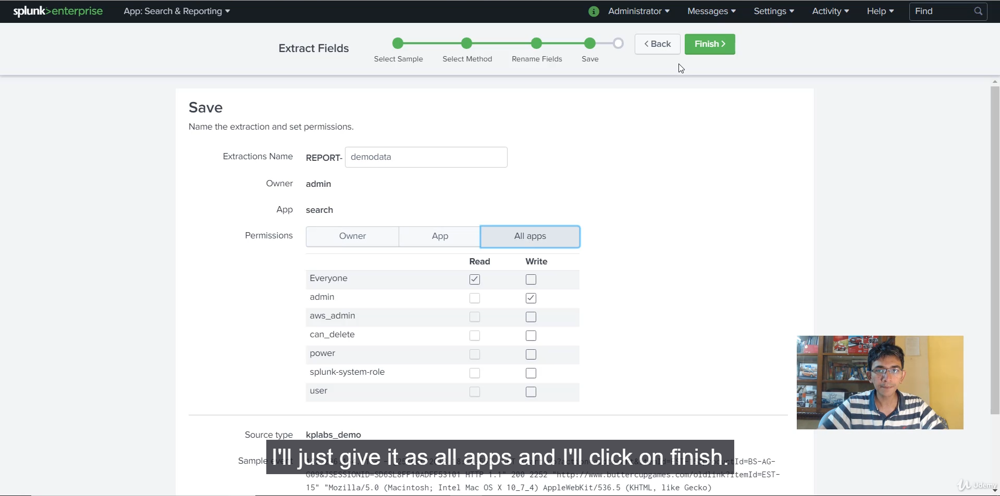 splunk>enterprise App: Search & Reporting i Administrator Messages Settings Activity Help Find
Extract Fields
Select Sample Select Method Rename Fields Save
< Back Finish >
Save
Name the extraction and set permissions.
Extractions Name REPORT- demodata
Owner admin
App search
Permissions Owner App All apps
Read Write
Everyone
admin
aws_admin
can_delete
power
splunk-system-role
user
Source type kplabs_demo
I'll just give it as all apps and I'll click on finish.
Sample event
G09&JSESSIONID=SD6SL8FF10ADFF53101 HTTP 1.1" 200 2252 "http://www.buttercupgames.com/oldlink?itemId=EST-
15" "Mozilla/5.0 (Macintosh; Intel Mac OS X 10_7_4) AppleWebKit/536.5 (KHTML, like Gecko)
Udemy